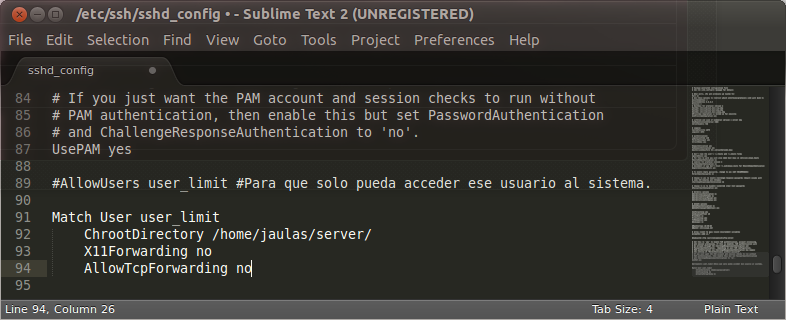 /etc/ssh/sshd_config • - Sublime Text 2 (UNREGISTERED)
File Edit Selection Find View Goto Tools Project Preferences Help
sshd_config
84 # If you just want the PAM account and session checks to run without
85 # PAM authentication, then enable this but set PasswordAuthentication
86 # and ChallengeResponseAuthentication to 'no'.
87 UsePAM yes
88
89 #AllowUsers user_limit #Para que solo pueda acceder ese usuario al sistema.
90
91 Match User user_limit
92     ChrootDirectory /home/jaulas/server/
93     X11Forwarding no
94     AllowTcpForwarding no
95
Line 94, Column 26 Tab Size: 4 Plain Text